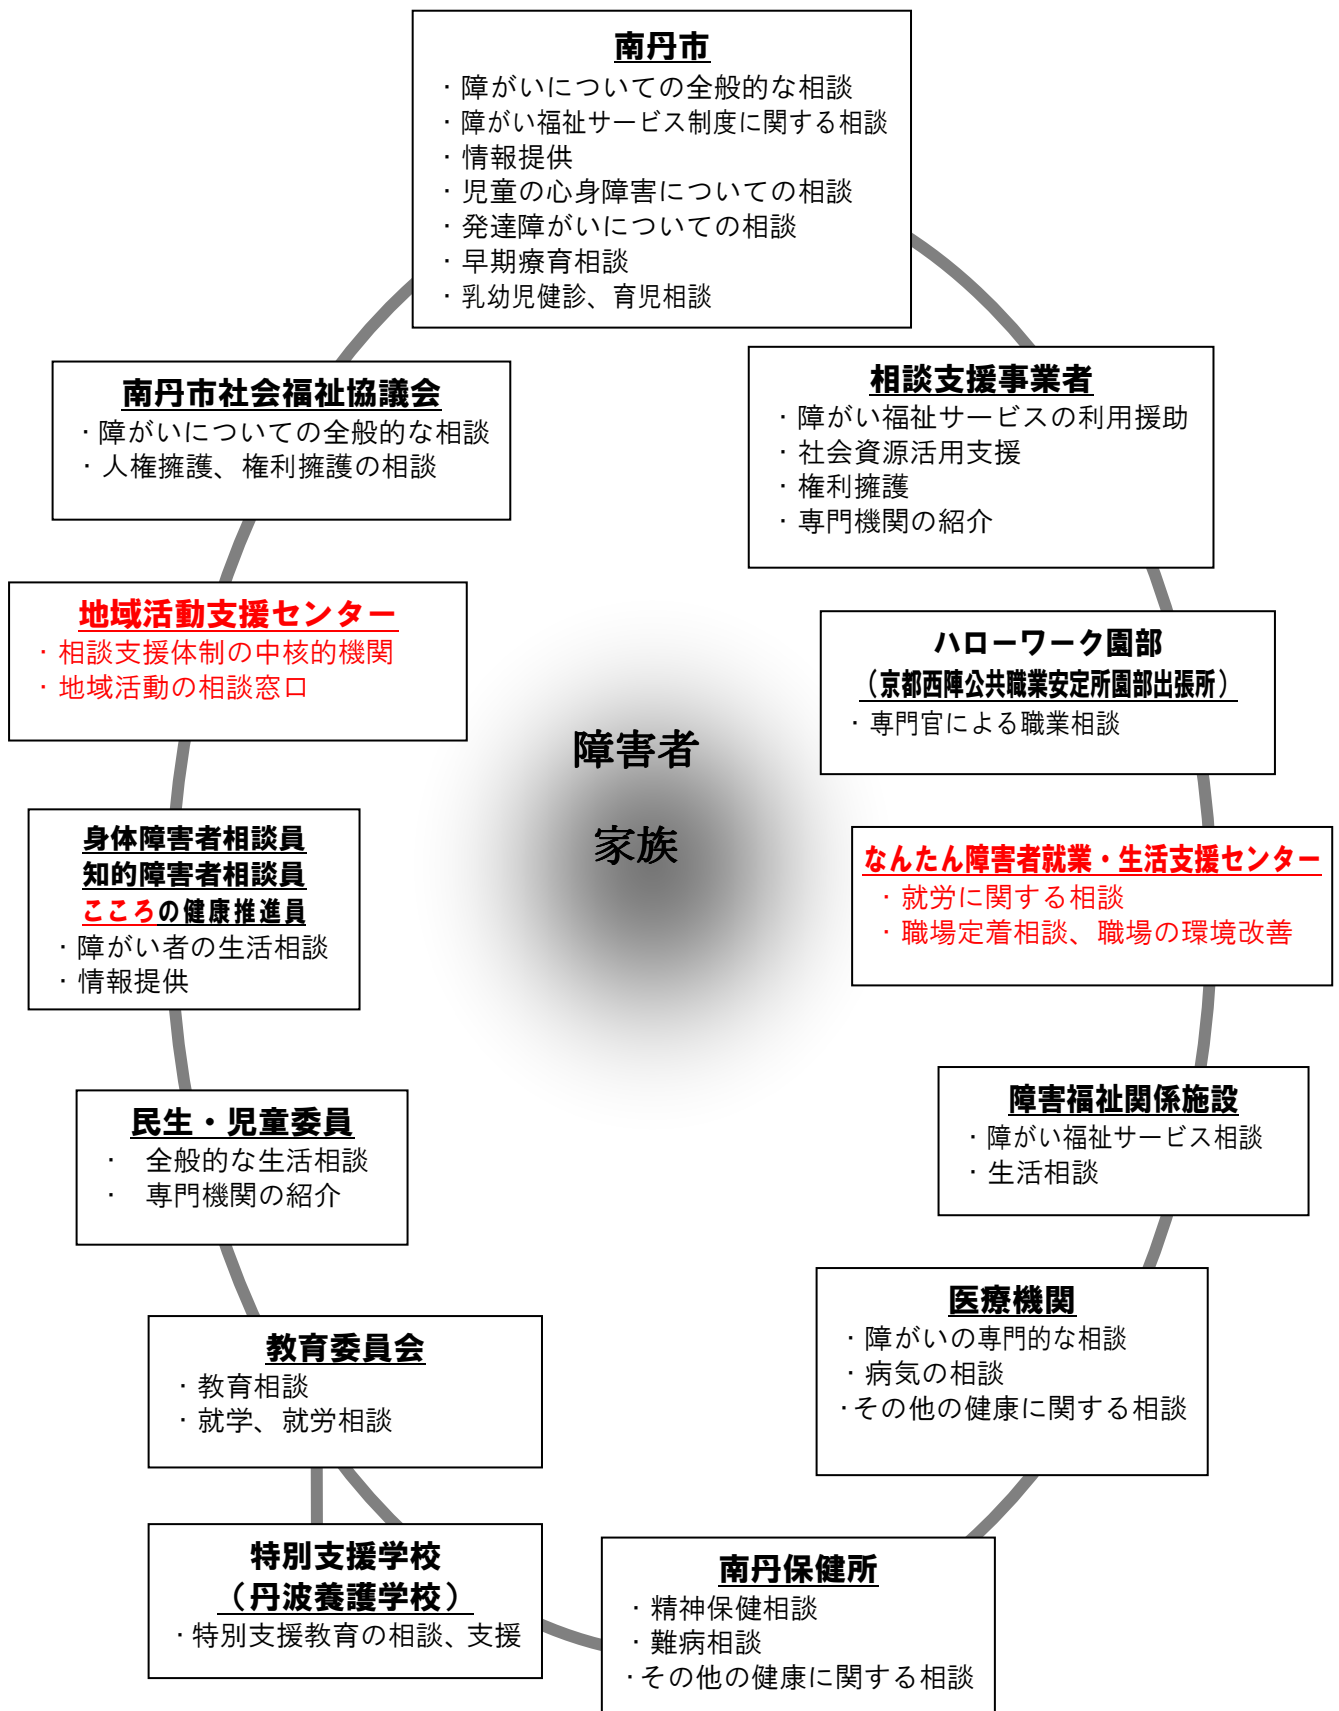 南丹市
・障がいについての全般的な相談
・障がい福祉サービス制度に関する相談
・情報提供
・児童の心身障害についての相談
・発達障がいについての相談
・早期療育相談
・乳幼児健診、育児相談
南丹市社会福祉協議会
・障がいについての全般的な相談
・人権擁護、権利擁護の相談
相談支援事業者
・障がい福祉サービスの利用援助
・社会資源活用支援
・権利擁護
・専門機関の紹介
地域活動支援センター
・相談支援体制の中核的機関
・地域活動の相談窓口
ハローワーク園部
（京都西陣公共職業安定所園部出張所）
・専門官による職業相談
障害者
家族
身体障害者相談員
知的障害者相談員
こころの健康推進員
・障がい者の生活相談
・情報提供
なんたん障害者就業・生活支援センター
・就労に関する相談
・職場定着相談、職場の環境改善
民生・児童委員
・　全般的な生活相談
・　専門機関の紹介
障害福祉関係施設
・障がい福祉サービス相談
・生活相談
教育委員会
・教育相談
・就学、就労相談
医療機関
・障がいの専門的な相談
・病気の相談
・その他の健康に関する相談
特別支援学校
（丹波養護学校）
・特別支援教育の相談、支援
南丹保健所
・精神保健相談
・難病相談
・その他の健康に関する相談